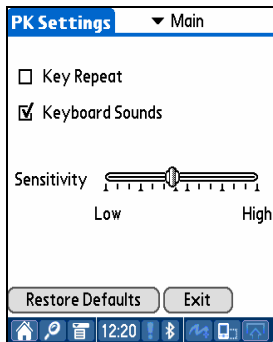 PK Settings Main
Key Repeat
Keyboard Sounds
Sensitivity
Low High
Restore Defaults Exit
12:20